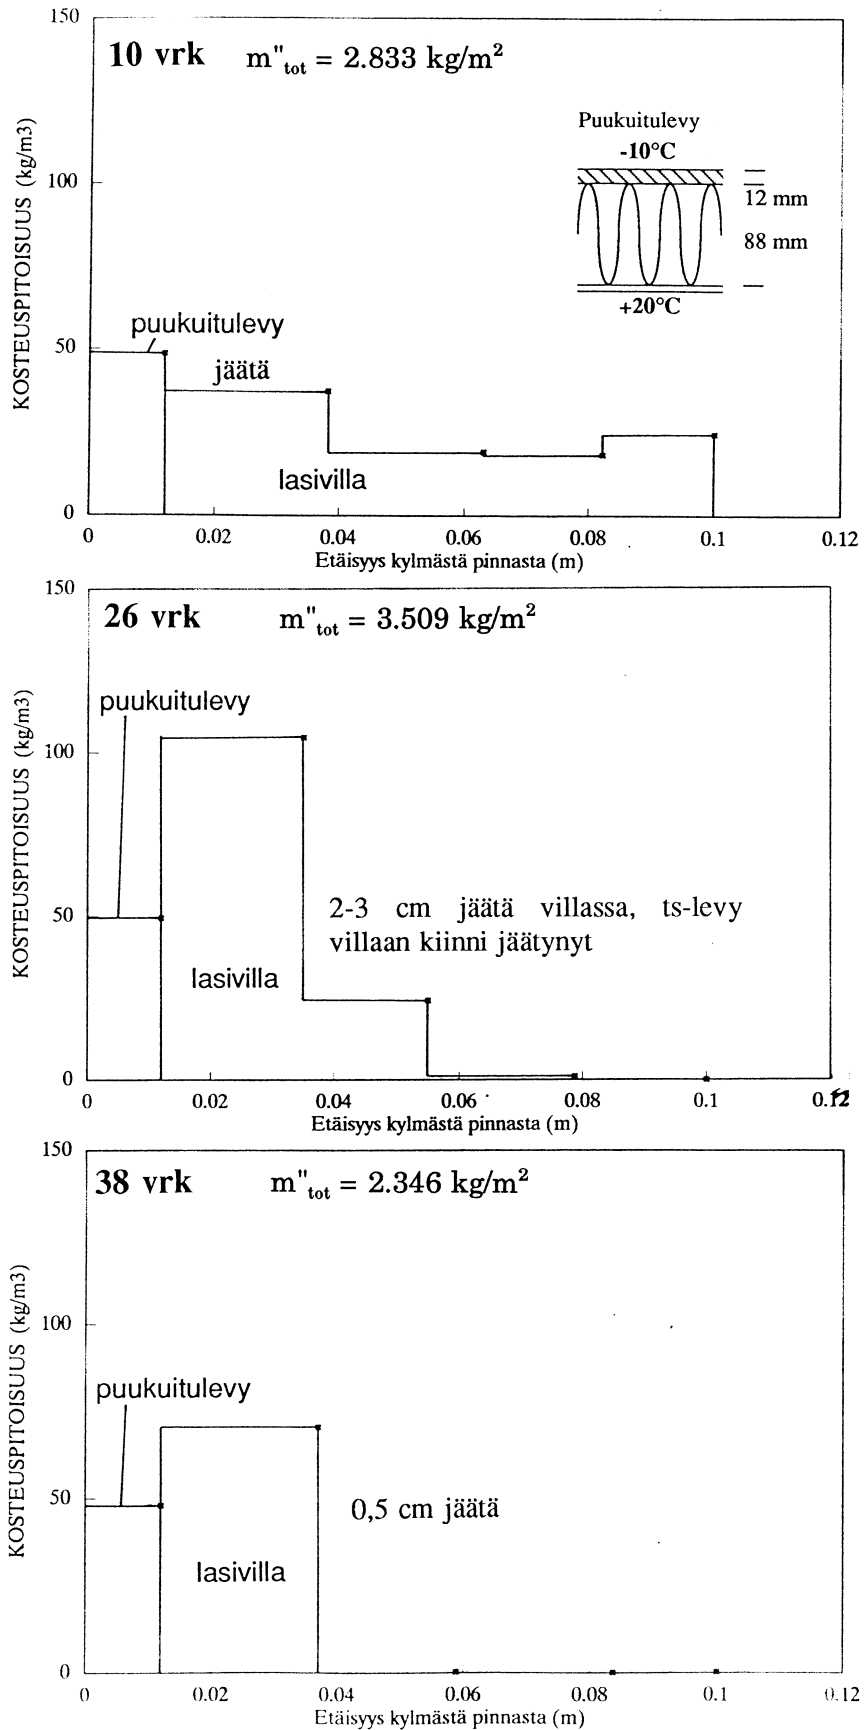 150
10 vrk m"tot = 2.833 kg/m²
Puukuitulevy
-10°C
12 mm
88 mm
+20°C
KOSTEUSPITOISUUS (kg/m3)
100
puukuitulevy
50
jäätä
lasivilla
0
0 0.02 0.04 0.06 0.08 0.1 0.12
Etäisyys kylmästä pinnasta (m)
150
26 vrk m"tot = 3.509 kg/m²
KOSTEUSPITOISUUS (kg/m3)
puukuitulevy
100
50
2-3 cm jäätä villassa, ts-levy
villaan kiinni jäätynyt
lasivilla
0
0 0.02 0.04 0.06 0.08 0.1 0.12
Etäisyys kylmästä pinnasta (m)
150
38 vrk m"tot = 2.346 kg/m²
KOSTEUSPITOISUUS (kg/m3)
100
puukuitulevy
50
0,5 cm jäätä
lasivilla
0
0 0.02 0.04 0.06 0.08 0.1 0.12
Etäisyys kylmästä pinnasta (m)